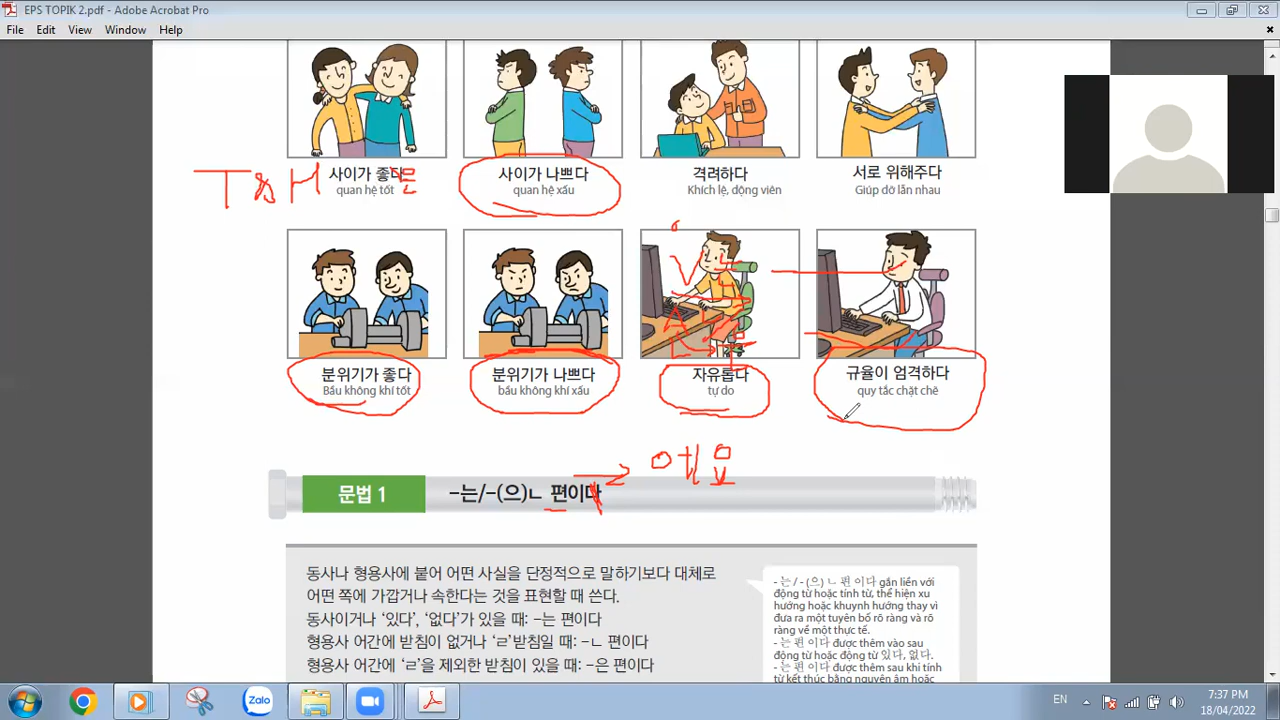 EPS TOPIK 2.pdf - Adobe Acrobat Pro
File Edit View Window Help
사이가 좋다
quan hệ tốt
사이가 나쁘다
quan hệ xấu
격려하다
Khích lệ, động viên
서로 위해주다
Giúp dỡ lẫn nhau
T & H
분위기가 좋다
Bầu không khí tốt
분위기가 나쁘다
bầu không khí xấu
자유롭다
tự do
규율이 엄격하다
quy tắc chặt chẽ
문법 1
-는/-(으)ㄴ 편이다
동사나 형용사에 붙어 어떤 사실을 단정적으로 말하기보다 대체로
어떤 쪽에 가깝거나 속한다는 것을 표현할 때 쓴다.
동사이거나 ‘있다’, ‘없다’가 있을 때: -는 편이다
형용사 어간에 받침이 없거나 ‘ㄹ’받침일 때: -ㄴ 편이다
형용사 어간에 ‘ㄹ’을 제외한 받침이 있을 때: -은 편이다
- 는 / - (으) ㄴ 편 이다 gắn liền với
động từ hoặc tính từ, thể hiện xu
hướng hoặc khuynh hướng thay vì
đưa ra một tuyên bố rõ ràng và rõ
ràng về một thực tế.
- 는 편 이다 được thêm vào sau
động từ hoặc động từ 있다, 없다.
- 는 편 이다 được thêm sau khi tính
từ kết thúc bằng nguyên âm hoặc
Zalo
EN
7:37 PM
18/04/2022